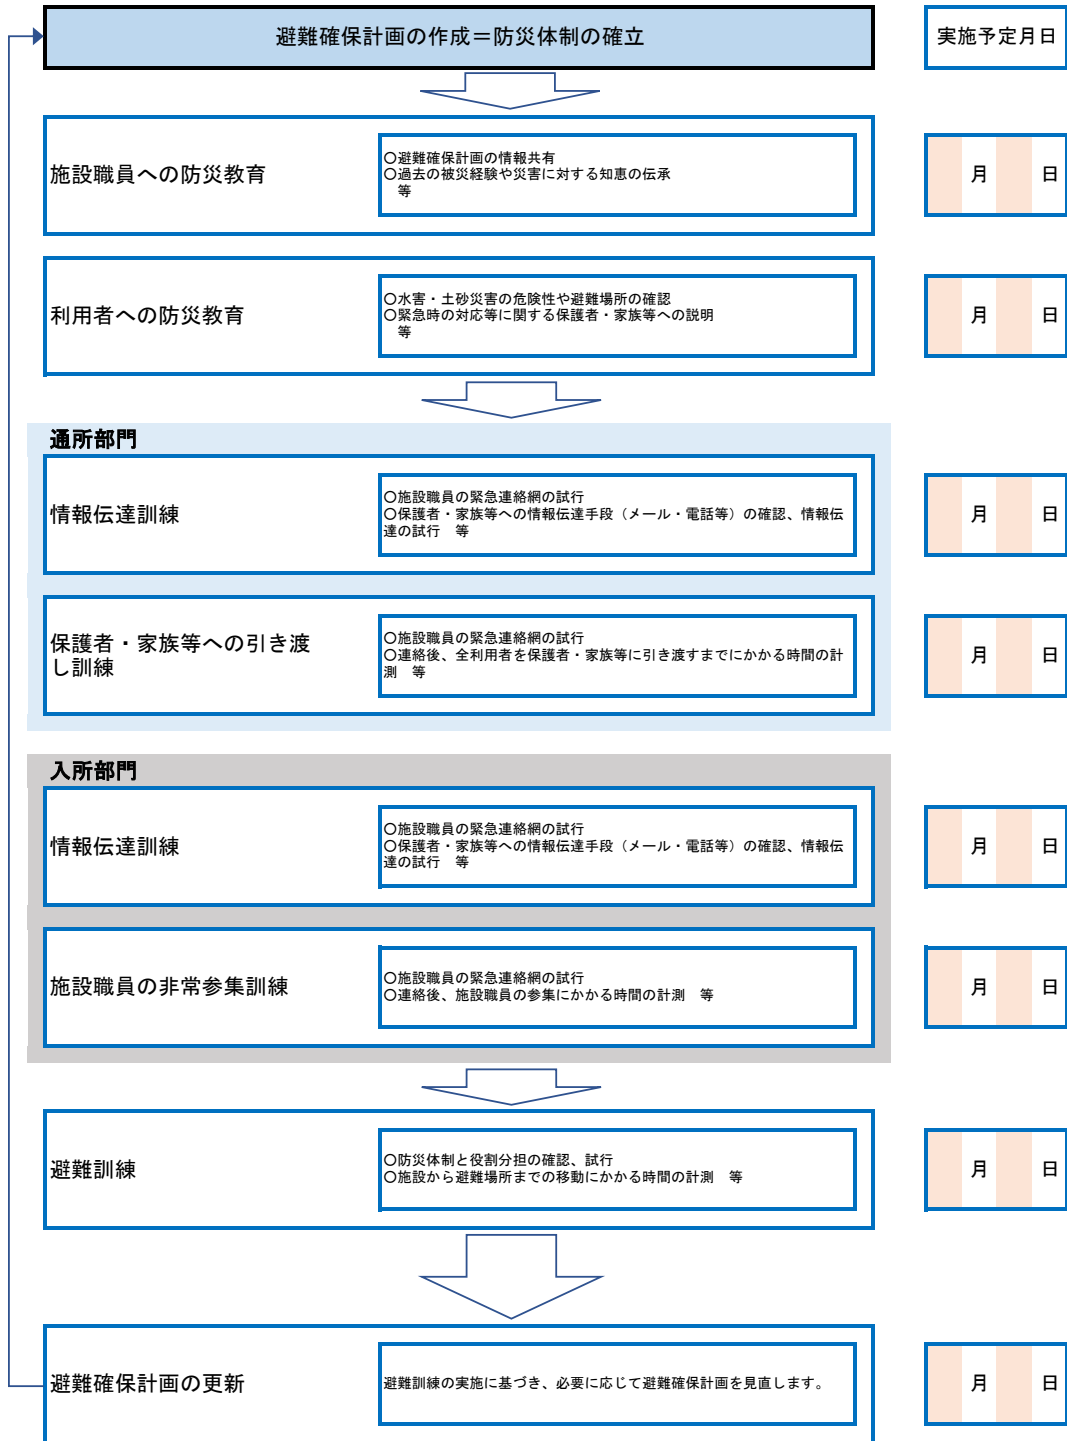 避難確保計画の作成＝防災体制の確立
実施予定月日
施設職員への防災教育
〇避難確保計画の情報共有
〇過去の被災経験や災害に対する知恵の伝承
等
月 日
利用者への防災教育
〇水害・土砂災害の危険性や避難場所の確認
〇緊急時の対応等に関する保護者・家族等への説明
等
月 日
通所部門
情報伝達訓練
〇施設職員の緊急連絡網の試行
〇保護者・家族等への情報伝達手段（メール・電話等）の確認、情報伝
達の試行　等
月 日
保護者・家族等への引き渡
し訓練
〇施設職員の緊急連絡網の試行
〇連絡後、全利用者を保護者・家族等に引き渡すまでにかかる時間の計
測　等
月 日
入所部門
情報伝達訓練
〇施設職員の緊急連絡網の試行
〇保護者・家族等への情報伝達手段（メール・電話等）の確認、情報伝
達の試行　等
月 日
施設職員の非常参集訓練
〇施設職員の緊急連絡網の試行
〇連絡後、施設職員の参集にかかる時間の計測　等
月 日
避難訓練
〇防災体制と役割分担の確認、試行
〇施設から避難場所までの移動にかかる時間の計測　等
月 日
避難確保計画の更新
避難訓練の実施に基づき、必要に応じて避難確保計画を見直します。
月 日